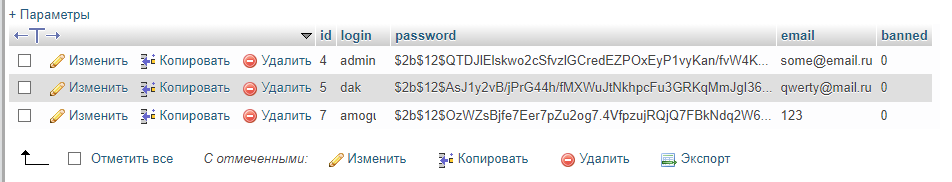 + Параметры
←T→ id login password email banned
Изменить Копировать Удалить 4 admin $2b$12$QTDJIElskwo2cSfvzlGCredEZPOxEyP1vyKan/fvW4K... some@email.ru 0
Изменить Копировать Удалить 5 dak $2b$12$AsJ1y2vB/jPrG44h/fMXWuJtNkhpcFu3GRKqMmJgI36... qwerty@mail.ru 0
Изменить Копировать Удалить 7 amogu $2b$12$OzWZsBjfe7Eer7pZu2og7.4VfpzujRQjQ7FBkNdq2W6... 123 0
Отметить все С отмеченными: Изменить Копировать Удалить Экспорт